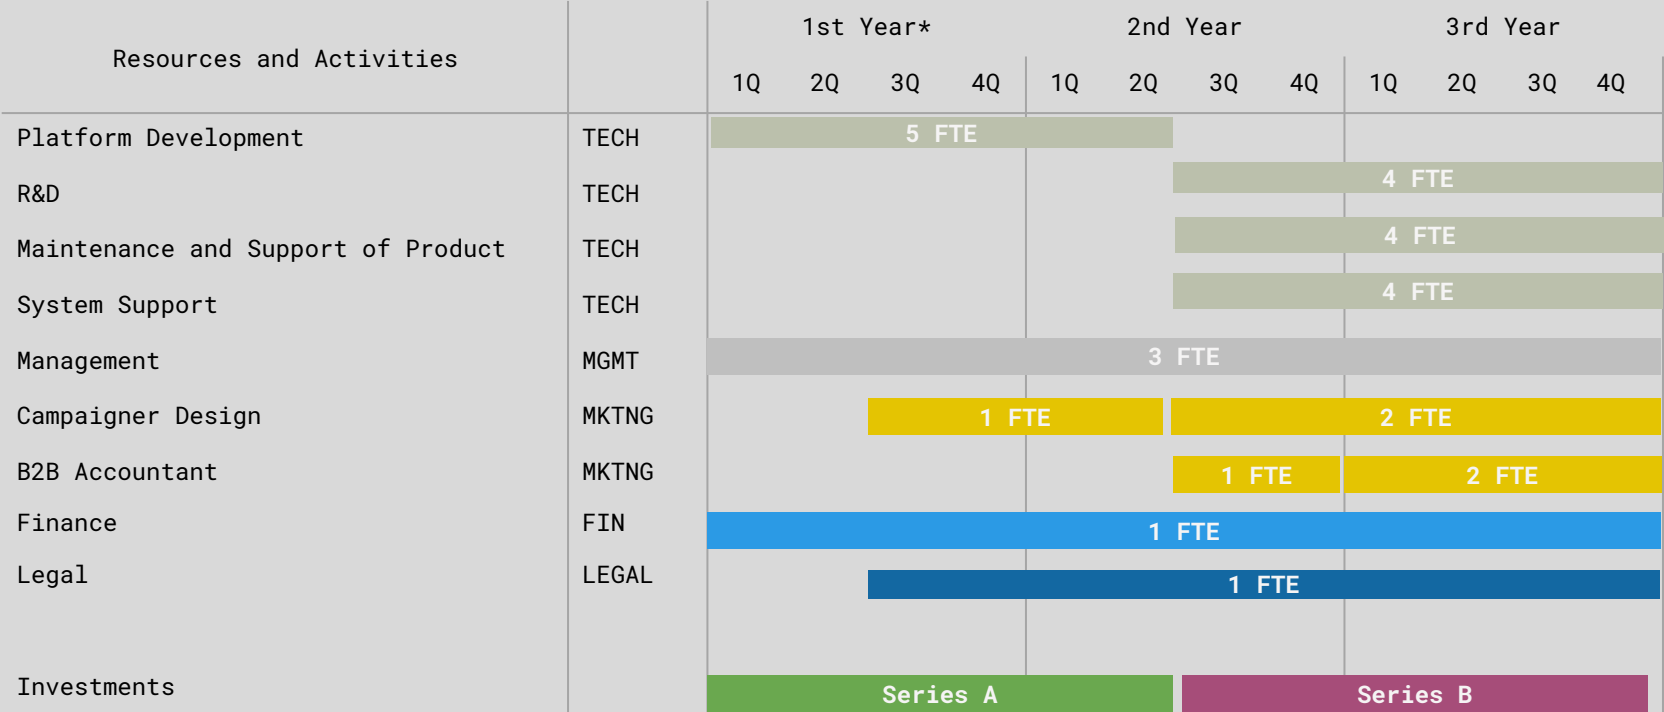 Resources and Activities
1st Year* 2nd Year 3rd Year
1Q 2Q 3Q 4Q 1Q 2Q 3Q 4Q 1Q 2Q 3Q 4Q
Platform Development TECH 5 FTE
R&D TECH 4 FTE
Maintenance and Support of Product TECH 4 FTE
System Support TECH 4 FTE
Management MGMT 3 FTE
Campaigner Design MKTNG 1 FTE 2 FTE
B2B Accountant MKTNG 1 FTE 2 FTE
Finance FIN 1 FTE
Legal LEGAL 1 FTE
Investments Series A Series B